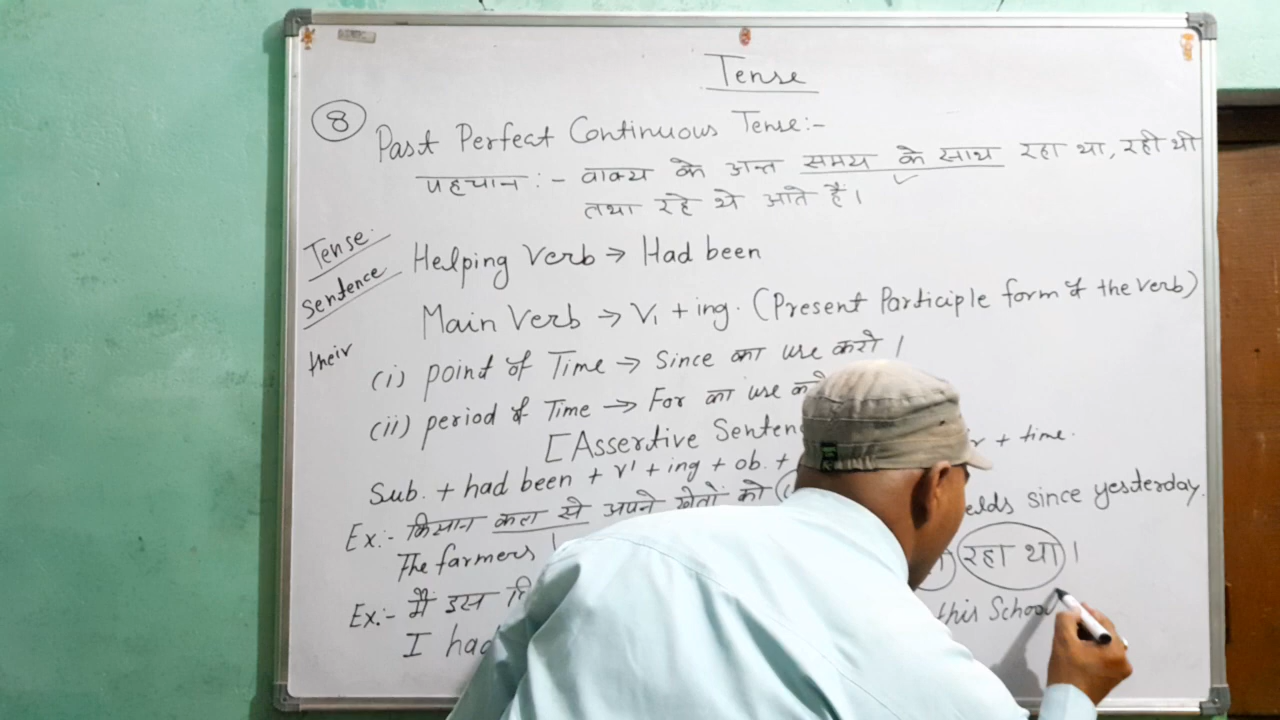 Tense
8 Past Perfect Continuous Tense:-
पहचान :- वाक्य के अन्त समय के साथ रहा था, रही थी
तथा रहे थे आते हैं।
Tense.
Sentence
their
Helping Verb → Had been
Main Verb → V1 + ing. (Present Participle form of the verb)
(i) point of Time → Since का use करो।
(ii) period of Time → For का use
[Assertive
Sub. + had been + v1 + ing + ob. + + time.
Ex:- किसान कल से अपने खेतों को
The farmers since yesterday.
Ex:- मैं इस रहा था।
I had this School